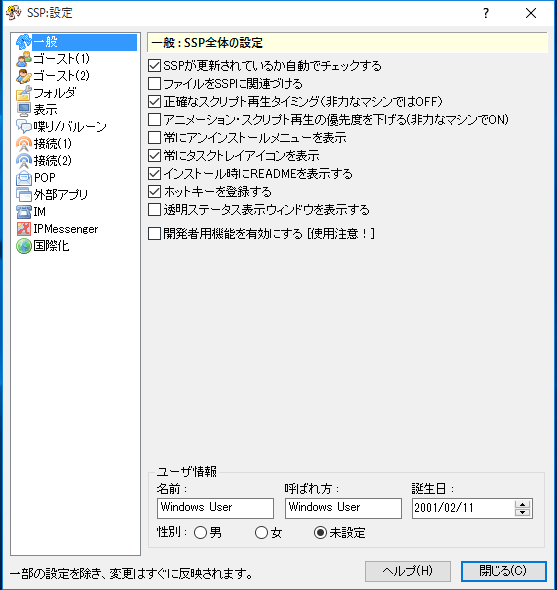 SSP:設定
?
一般
ゴースト(1)
ゴースト(2)
フォルダ
表示
喋り/バルーン
接続(1)
接続(2)
POP
外部アプリ
IM
IPMessenger
国際化
一般 : SSP全体の設定
SSPが更新されているか自動でチェックする
ファイルをSSPに関連づける
正確なスクリプト再生タイミング(非力なマシンではOFF)
アニメーション・スクリプト再生の優先度を下げる(非力なマシンでON)
常にアンインストールメニューを表示
常にタスクトレイアイコンを表示
インストール時にREADMEを表示する
ホットキーを登録する
透明ステータス表示ウィンドウを表示する
開発者用機能を有効にする [使用注意！]
ユーザ情報
名前 : 呼ばれ方 : 誕生日 :
Windows User Windows User 2001/02/11
性別 : 男 女 未設定
一部の設定を除き、変更はすぐに反映されます。 ヘルプ(H) 閉じる(C)